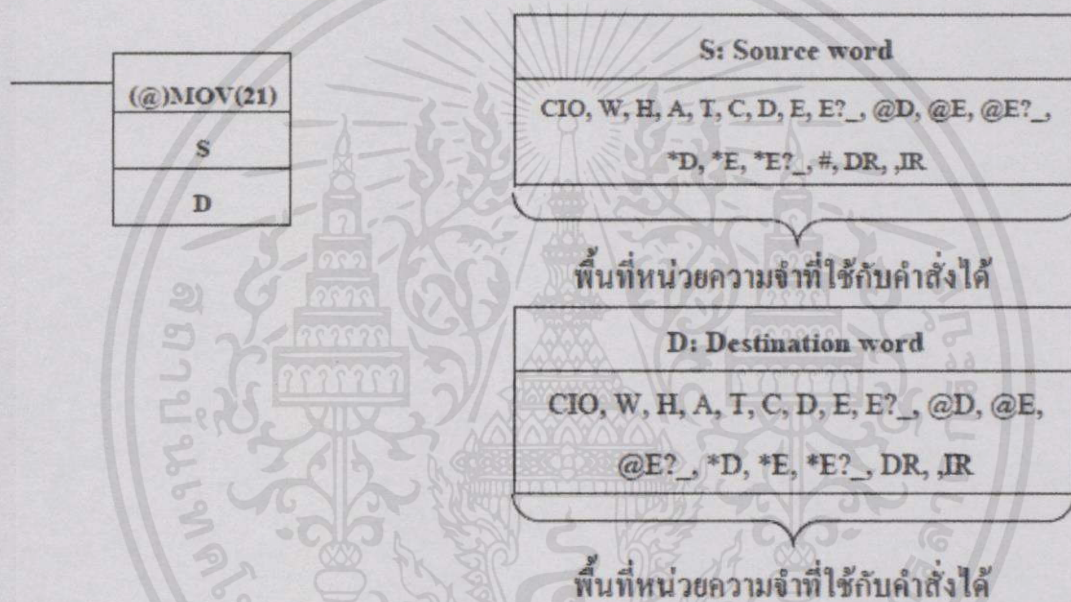 (@)MOV(21)
S
D
S: Source word
CIO, W, H, A, T, C, D, E, E?_, @D, @E, @E?_,
*D, *E, *E?_, #, DR, ,IR
พื้นที่หน่วยความจำที่ใช้กับคำสั่งได้
D: Destination word
CIO, W, H, A, T, C, D, E, E?_, @D, @E,
@E?_, *D, *E, *E?_, DR, ,IR
พื้นที่หน่วยความจำที่ใช้กับคำสั่งได้